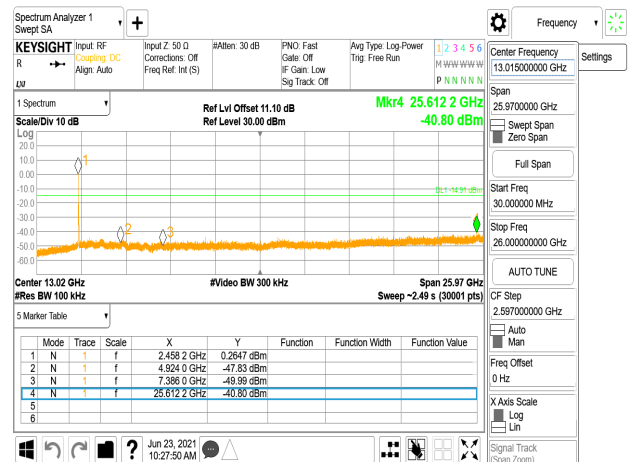 Spectrum Analyzer 1
Swept SA
Frequency
KEYSIGHT
R
Input: RF
Coupling: DC
Align: Auto
Input Z: 50 Ω
Corrections: Off
Freq Ref: Int (S)
#Atten: 30 dB
PNO: Fast
Gate: Off
IF Gain: Low
Sig Track: Off
Avg Type: Log-Power
Trig: Free Run
1 2 3 4 5 6
M W W W W W
P N N N N N
Center Frequency
13.015000000 GHz
Settings
Span
25.9700000 GHz
Swept Span
Zero Span
Full Span
Start Freq
30.000000 MHz
Stop Freq
26.000000000 GHz
AUTO TUNE
CF Step
2.597000000 GHz
Auto
Man
Freq Offset
0 Hz
X Axis Scale
Log
Lin
Signal Track
(Span Zoom)
1 Spectrum
Scale/Div 10 dB
Ref Lvl Offset 11.10 dB
Ref Level 30.00 dBm
Mkr4 25.612 2 GHz
-40.80 dBm
Log
20.0
10.0
0.00
-10.0
-20.0
-30.0
-40.0
-50.0
-60.0
1
2
3
DL1 -14.91 dBm
Center 13.02 GHz
#Video BW 300 kHz
Span 25.97 GHz
#Res BW 100 kHz
Sweep ~2.49 s (30001 pts)
5 Marker Table
Mode Trace Scale X Y Function Function Width Function Value
1 N 1 f 2.458 2 GHz 0.2647 dBm
2 N 1 f 4.924 0 GHz -47.83 dBm
3 N 1 f 7.386 0 GHz -49.99 dBm
4 N 1 f 25.612 2 GHz -40.80 dBm
5
6
?
Jun 23, 2021
10:27:50 AM